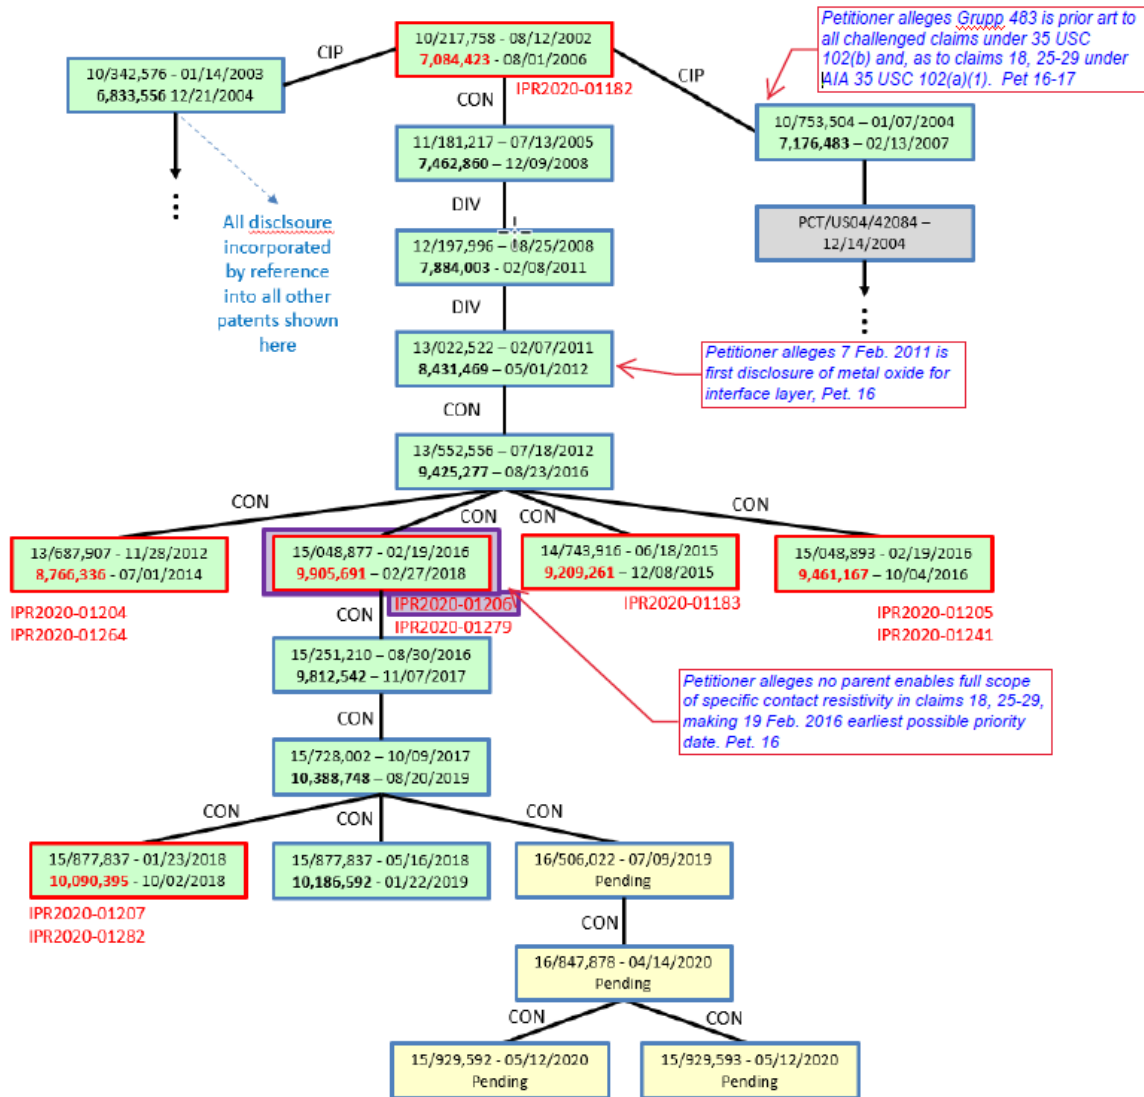 Petitioner alleges Grupp 483 is prior art to
all challenged claims under 35 USC
102(b) and, as to claims 18, 25-29 under
AIA 35 USC 102(a)(1). Pet 16-17
10/217,758 - 08/12/2002
7,084,423 - 08/01/2006
IPR2020-01182
CIP
CON
CIP
10/342,576 - 01/14/2003
6,833,556 12/21/2004
10/753,504 – 01/07/2004
7,176,483 – 02/13/2007
11/181,217 - 07/13/2005
7,462,860 - 12/09/2008
DIV
All disclsoure
incorporated
by reference
into all other
patents shown
here
PCT/US04/42084 –
12/14/2004
12/197,996 – 08/25/2008
7,884,003 - 02/08/2011
DIV
13/022,522 – 02/07/2011
8,431,469 – 05/01/2012
Petitioner alleges 7 Feb. 2011 is
first disclosure of metal oxide for
interface layer, Pet. 16
CON
13/552,556 – 07/18/2012
9,425,277 – 08/23/2016
CON
CON
CON
CON
13/687,907 - 11/28/2012
8,766,336 - 07/01/2014
IPR2020-01204
IPR2020-01264
15/048,877 - 02/19/2016
9,905,691 – 02/27/2018
IPR2020-01206
IPR2020-01279
14/743,916 - 06/18/2015
9,209,261 - 12/08/2015
IPR2020-01183
15/048,893 - 02/19/2016
9,461,167 - 10/04/2016
IPR2020-01205
IPR2020-01241
CON
15/251,210 – 08/30/2016
9,812,542 – 11/07/2017
Petitioner alleges no parent enables full scope
of specific contact resistivity in claims 18, 25-29,
making 19 Feb. 2016 earliest possible priority
date. Pet. 16
CON
15/728,002 – 10/09/2017
10,388,748 – 08/20/2019
CON
CON
CON
15/877,837 - 01/23/2018
10,090,395 - 10/02/2018
IPR2020-01207
IPR2020-01282
15/877,837 - 05/16/2018
10,186,592 - 01/22/2019
16/506,022 - 07/09/2019
Pending
CON
16/847,878 - 04/14/2020
Pending
CON
CON
15/929,592 - 05/12/2020
Pending
15/929,593 - 05/12/2020
Pending